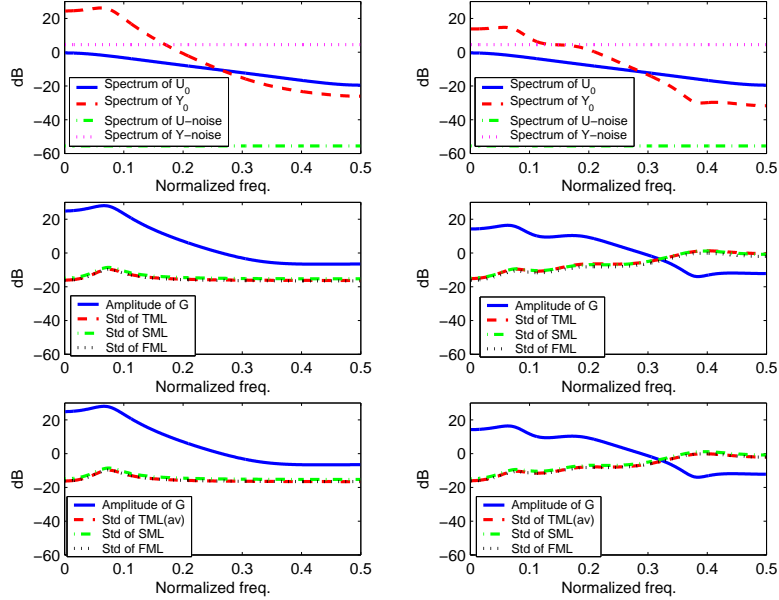 20
0
−20
−40
−60
dB
Spectrum of U0
Spectrum of Y0
Spectrum of U−noise
Spectrum of Y−noise
0 0.1 0.2 0.3 0.4 0.5
Normalized freq.
20
0
−20
−40
−60
dB
Spectrum of U0
Spectrum of Y0
Spectrum of U−noise
Spectrum of Y−noise
0 0.1 0.2 0.3 0.4 0.5
Normalized freq.
20
0
−20
−40
−60
dB
Amplitude of G
Std of TML
Std of SML
Std of FML
0 0.1 0.2 0.3 0.4 0.5
Normalized freq.
20
0
−20
−40
−60
dB
Amplitude of G
Std of TML
Std of SML
Std of FML
0 0.1 0.2 0.3 0.4 0.5
Normalized freq.
20
0
−20
−40
−60
dB
Amplitude of G
Std of TML(av)
Std of SML
Std of FML
0 0.1 0.2 0.3 0.4 0.5
Normalized freq.
20
0
−20
−40
−60
dB
Amplitude of G
Std of TML(av)
Std of SML
Std of FML
0 0.1 0.2 0.3 0.4 0.5
Normalized freq.